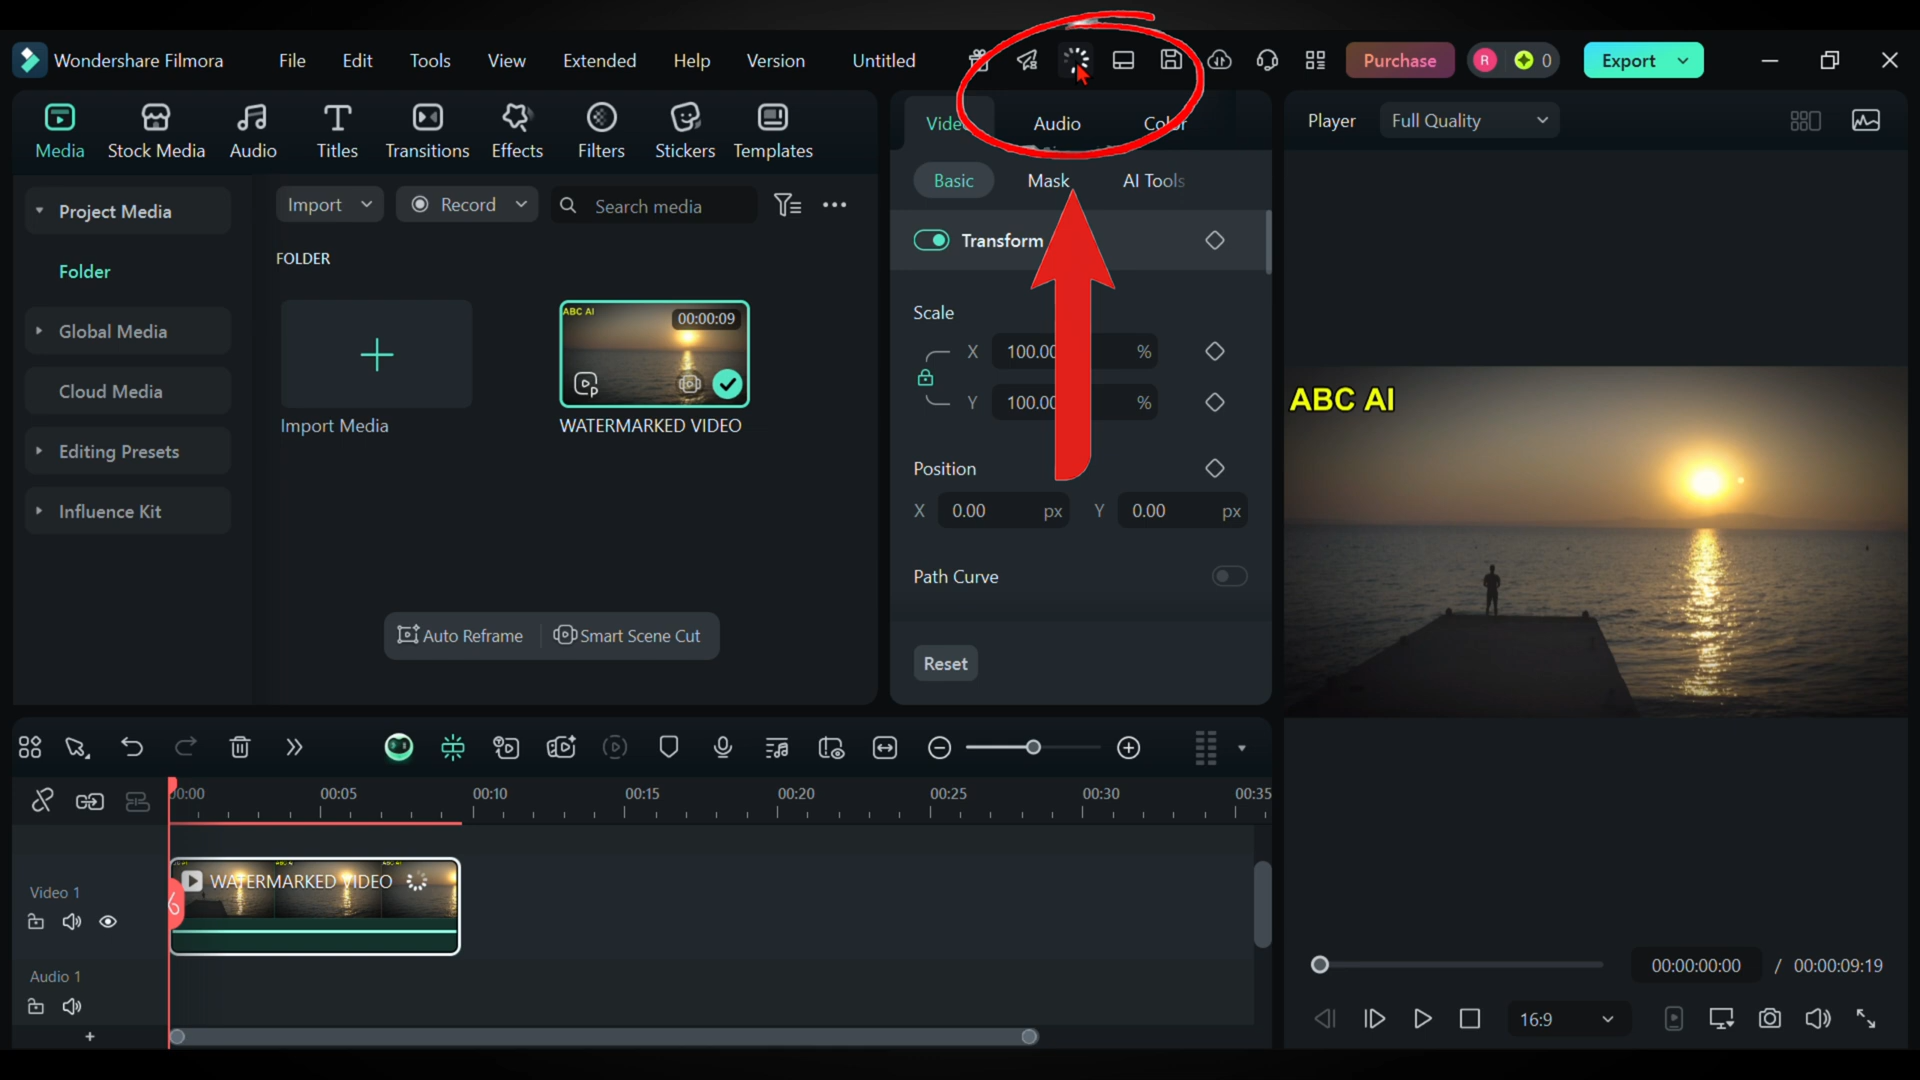 Wondershare Filmora
File
Edit
Tools
View
Extended
Help
Version
Untitled
Purchase
R
0
Export
Media
Stock Media
Audio
Titles
Transitions
Effects
Filters
Stickers
Templates
Project Media
Folder
Global Media
Cloud Media
Editing Presets
Influence Kit
Import
Record
Search media
FOLDER
Import Media
ABC AI
00:00:09
WATERMARKED VIDEO
Auto Reframe
Smart Scene Cut
Video
Audio
Color
Basic
Mask
AI Tools
Transform
Scale
X 100.00 %
Y 100.00 %
Position
X 0.00 px Y 0.00 px
Path Curve
Reset
Player
Full Quality
ABC AI
00:00:00:00 / 00:00:09:19
16:9
00:00
00:05
00:10
00:15
00:20
00:25
00:30
00:35
Video 1
WATERMARKED VIDEO
Audio 1